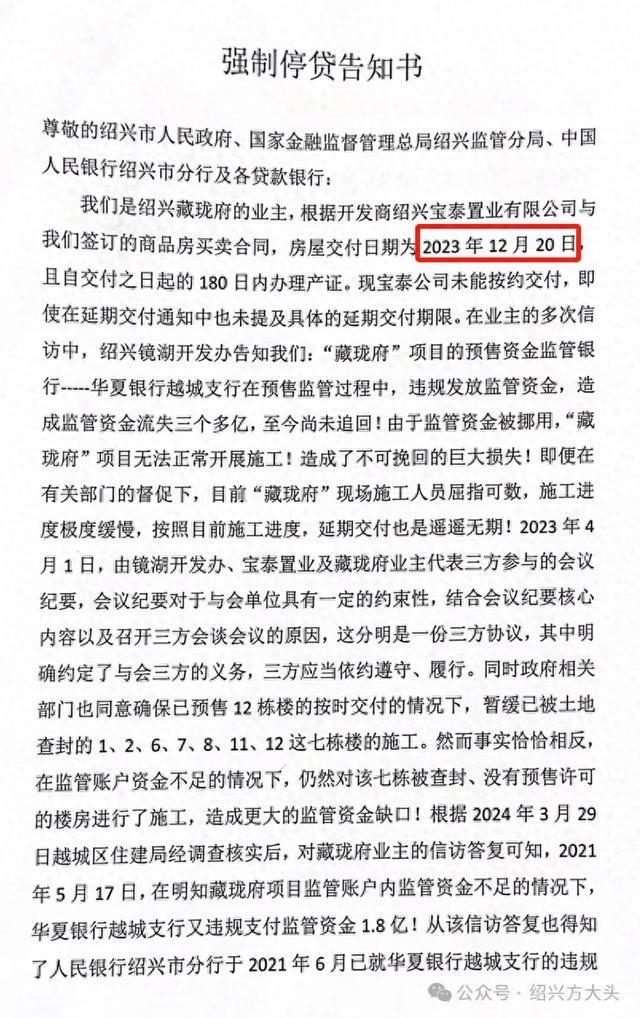 强制停贷告知书
尊敬的绍兴市人民政府、国家金融监督管理总局绍兴监管分局、中国
人民银行绍兴市分行及各贷款银行：
我们是绍兴藏珑府的业主，根据开发商绍兴宝泰置业有限公司与
我们签订的商品房买卖合同，房屋交付日期为 2023 年 12 月 20 日，
且自交付之日起的 180 日内办理产证。现宝泰公司未能按约交付，即
使在延期交付通知中也未提及具体的延期交付期限。在业主的多次信
访中，绍兴镜湖开发办告知我们：“藏珑府”项目的预售资金监管银
行-----华夏银行越城支行在预售监管过程中，违规发放监管资金，造
成监管资金流失三个多亿，至今尚未追回！由于监管资金被挪用，“藏
珑府”项目无法正常开展施工！造成了不可挽回的巨大损失！即便在
有关部门的督促下，目前“藏珑府”现场施工人员屈指可数，施工进
度极度缓慢，按照目前施工进度，延期交付也是遥遥无期！2023 年 4
月 1 日，由镜湖开发办、宝泰置业及藏珑府业主代表三方参与的会议
纪要，会议纪要对于与会单位具有一定的约束性，结合会议纪要核心
内容以及召开三方会谈会议的原因，这分明是一份三方协议，其中明
确约定了与会三方的义务，三方应当依约遵守、履行。同时政府相关
部门也同意确保已预售 12 栋楼的按时交付的情况下，暂缓已被土地
查封的 1、2、6、7、8、11、12 这七栋楼的施工。然而事实恰恰相反，
在监管账户资金不足的情况下，仍然对该七栋被查封、没有预售许可
的楼房进行了施工，造成更大的监管资金缺口！根据 2024 年 3 月 29
日越城区住建局经调查核实后，对藏珑府业主的信访答复可知，2021
年 5 月 17 日，在明知藏珑府项目监管账户内监管资金不足的情况下，
华夏银行越城支行又违规支付监管资金 1.8 亿！从该信访答复也得知
了人民银行绍兴市分行于 2021 年 6 月已就华夏银行越城支行的违规
公众号·绍兴方大头